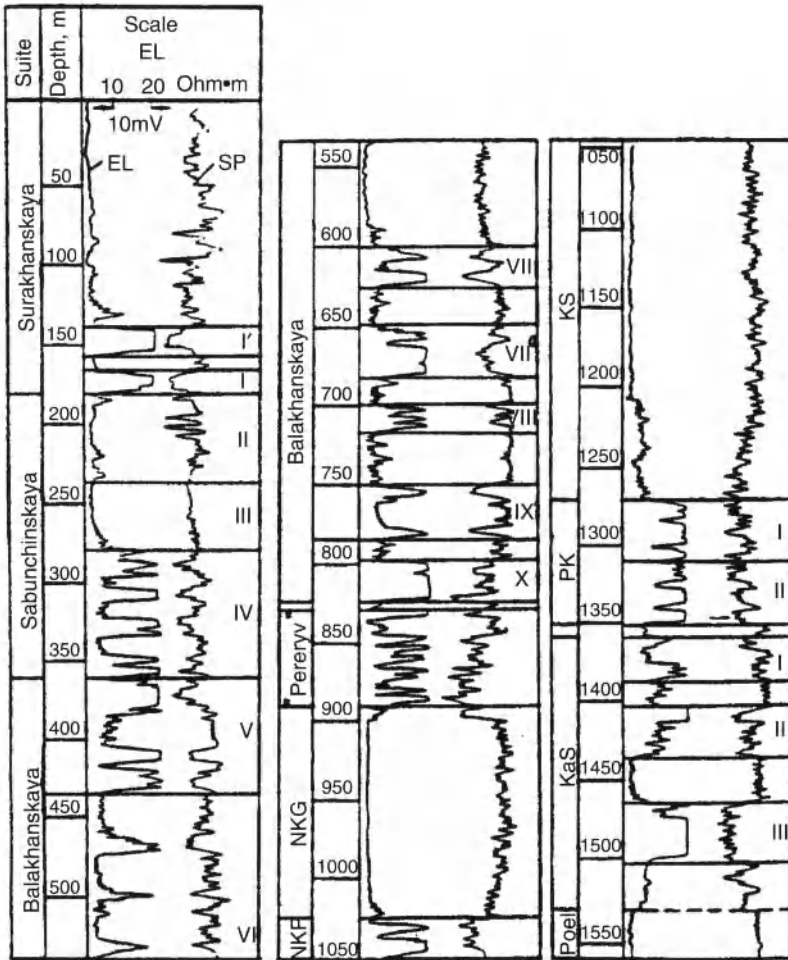 Suite
Depth, m
Scale
EL
10 20 Ohm•m
10mV
EL
SP
Surakhanskaya
Sabunchinskaya
Balakhanskaya
50
100
150
200
250
300
350
400
450
500
I'
I
II
III
IV
V
VI
Balakhanskaya
Pereryv
NKG
NKP
550
600
650
700
750
800
850
900
950
1000
1050
VII
VII
VIII
IX
X
KS
PK
KaS
1050
1100
1150
1200
1250
1300
1350
1400
1450
1500
1550
I
II
I
II
III